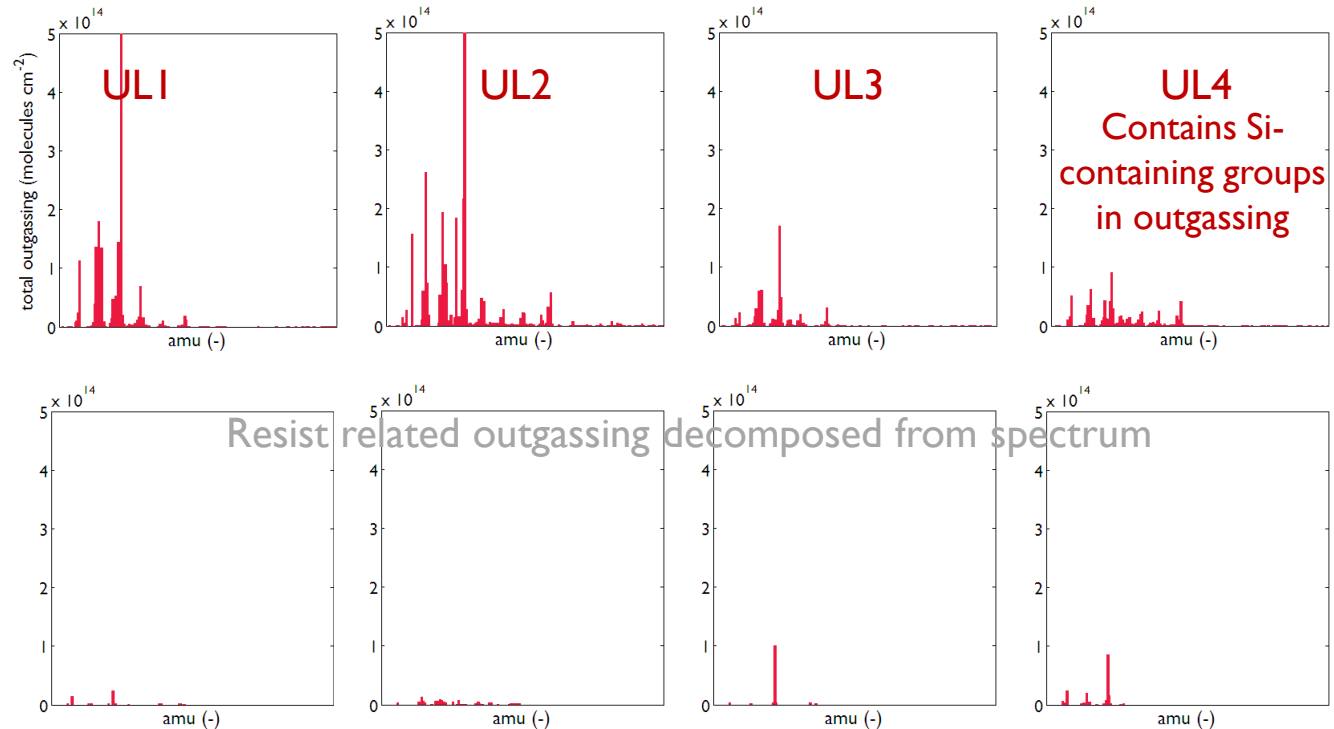 x 10^14
x 10^14
x 10^14
x 10^14
5
5
5
5
UL1
UL2
UL3
UL4
4
4
4
4
Contains Si-
containing groups
in outgassing
3
3
3
3
2
2
2
2
1
1
1
1
0
0
0
0
total outgassing (molecules cm^-2)
amu (-)
amu (-)
amu (-)
amu (-)
x 10^14
x 10^14
x 10^14
x 10^14
5
5
5
5
Resist related outgassing decomposed from spectrum
4
4
4
4
3
3
3
3
2
2
2
2
1
1
1
1
0
0
0
0
amu (-)
amu (-)
amu (-)
amu (-)